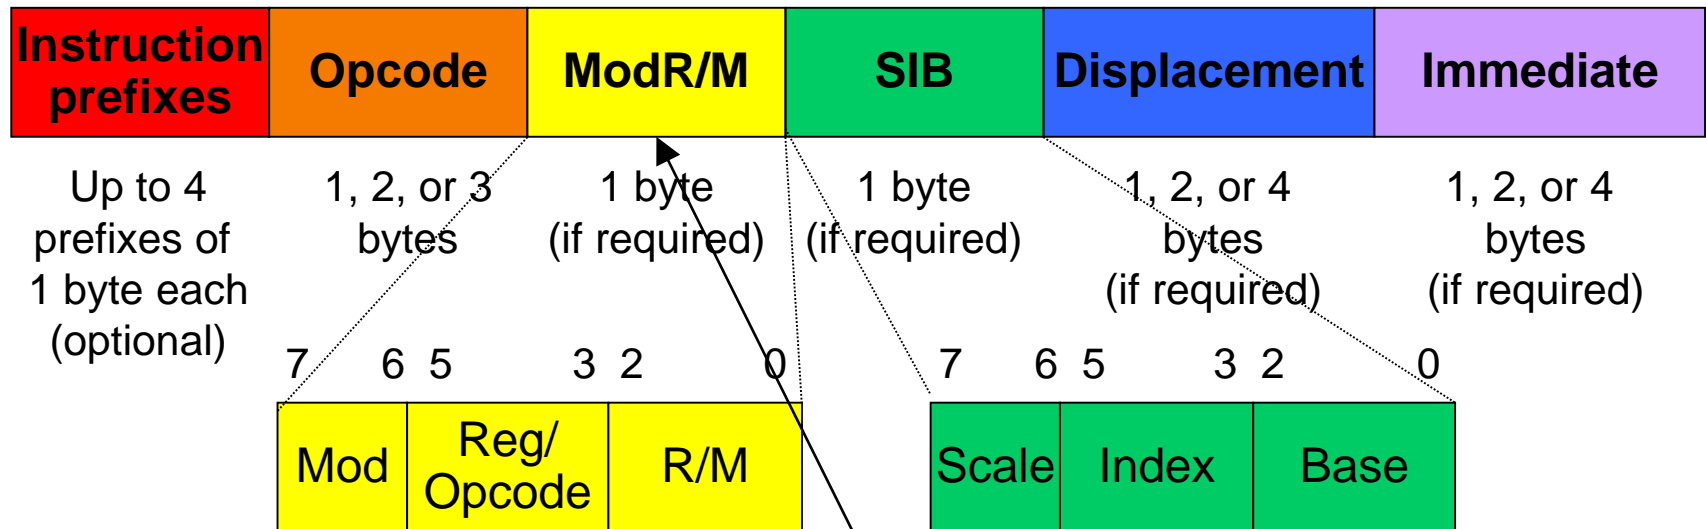 Instruction prefixes
Opcode
ModR/M
SIB
Displacement
Immediate
Up to 4
prefixes of
1 byte each
(optional)
1, 2, or 3
bytes
1 byte
(if required)
1 byte
(if required)
1, 2, or 4
bytes
(if required)
1, 2, or 4
bytes
(if required)
7 6 5 3 2 0
7 6 5 3 2 0
Mod
Reg/
Opcode
R/M
Scale
Index
Base